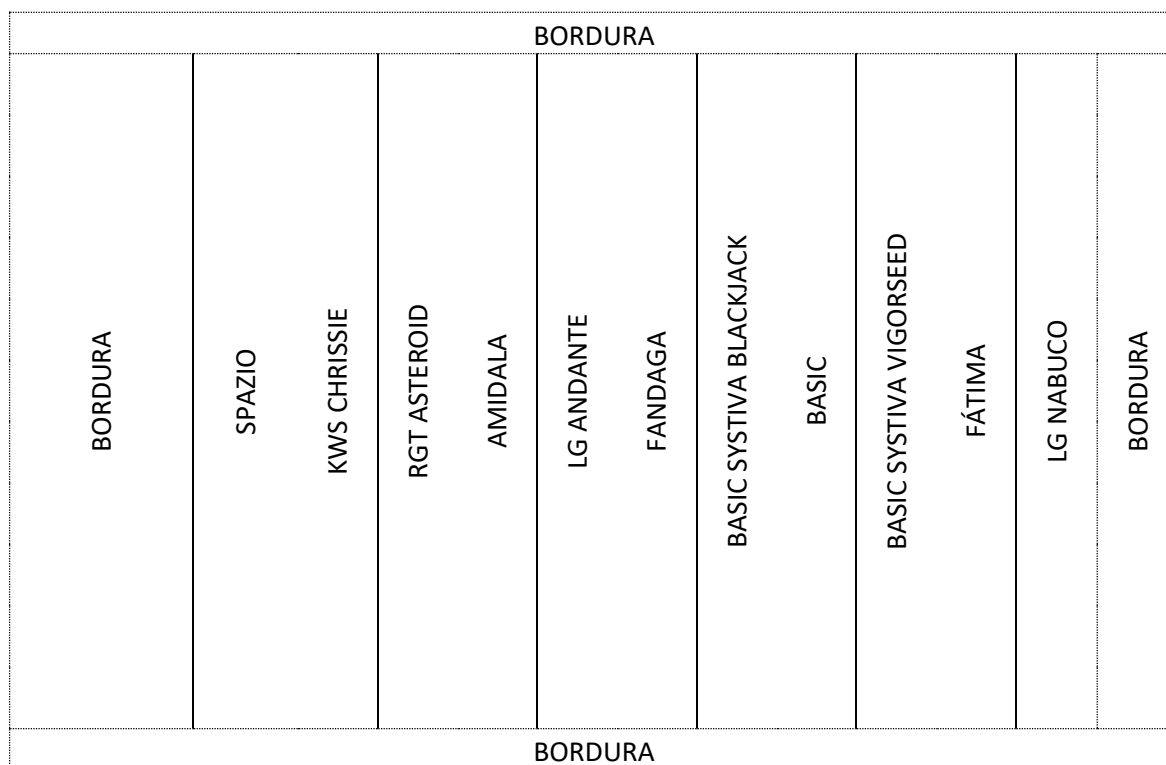 BORDURA
BORDURA
SPAZIO
KWS CHRISSIE
RGT ASTEROID
AMIDALA
LG ANDANTE
FANDAGA
BASIC SYSTIVA BLACKJACK
BASIC
BASIC SYSTIVA VIGORSEED
FÁTIMA
LG NABUCO
BORDURA
BORDURA